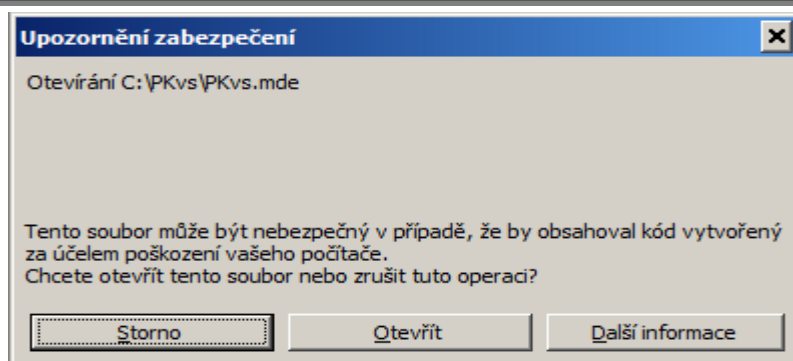 Upozornění zabezpečení
Otevírání C:\PKvs\PKvs.mde
Tento soubor může být nebezpečný v případě, že by obsahoval kód vytvořený
za účelem poškození vašeho počítače.
Chcete otevřít tento soubor nebo zrušit tuto operaci?
Storno
Otevřít
Další informace